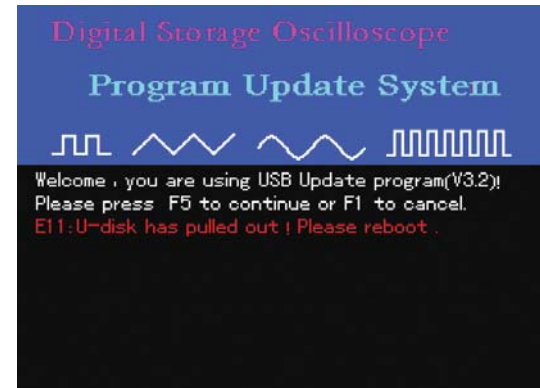 Digital Storage Oscilloscope
Program Update System
Welcome , you are using USB Update program(V3.2)!
Please press F5 to continue or F1 to cancel.
E11:U-disk has pulled out ! Please reboot .